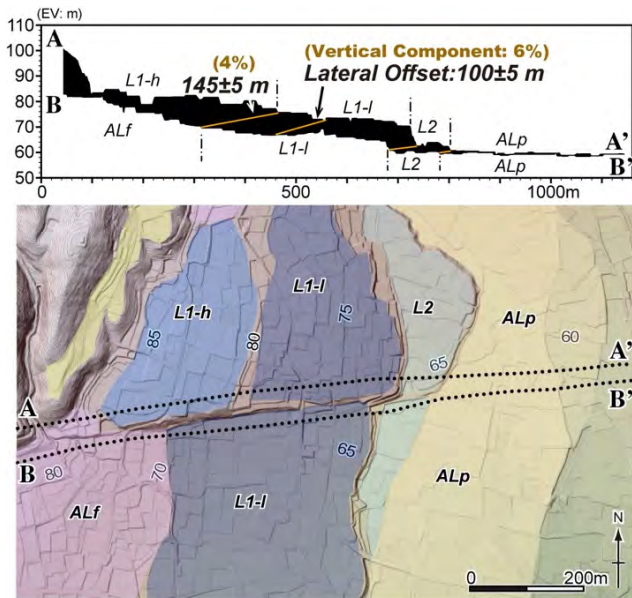 (EV: m)
110
100
90
80
70
60
50
A
B
(4%)
145±5 m
(Vertical Component: 6%)
Lateral Offset:100±5 m
L1-h
L1-l
L2
ALp
A'
ALf
L1-l
L2
ALp
B'
0
500
1000m
L1-h
L1-l
L2
ALp
85
80
75
65
60
A
A'
B
B'
80
70
65
ALf
L1-l
ALp
N
0
200m